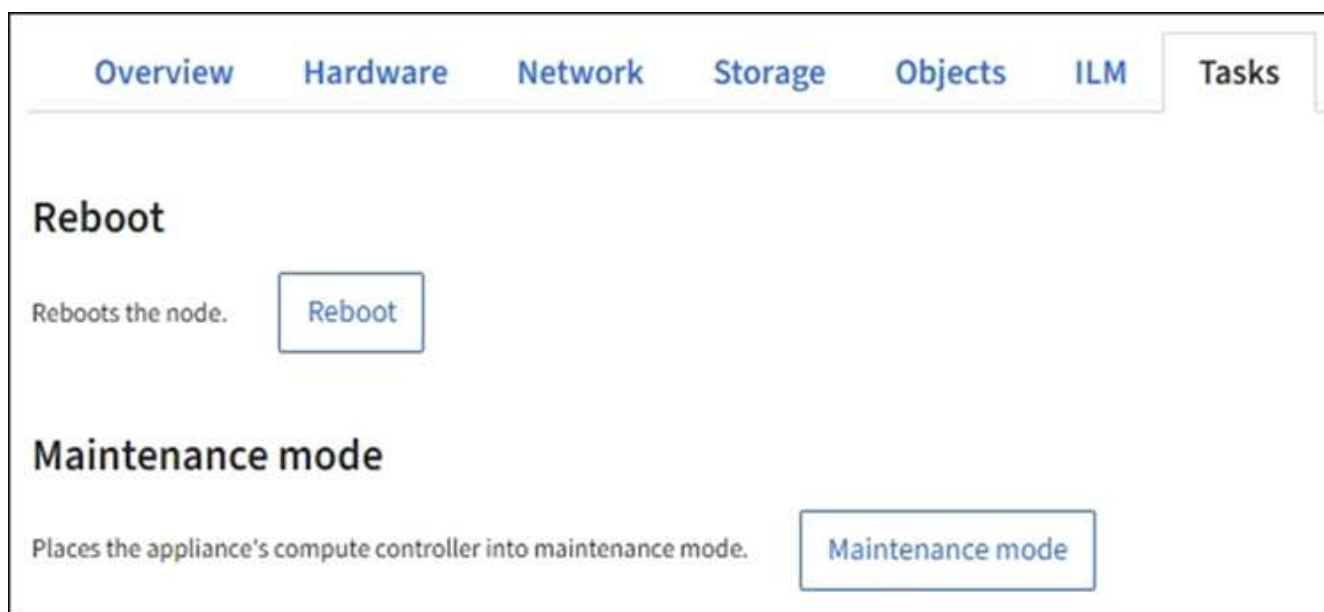 Overview Hardware Network Storage Objects ILM Tasks
Reboot
Reboots the node. Reboot
Maintenance mode
Places the appliance's compute controller into maintenance mode. Maintenance mode